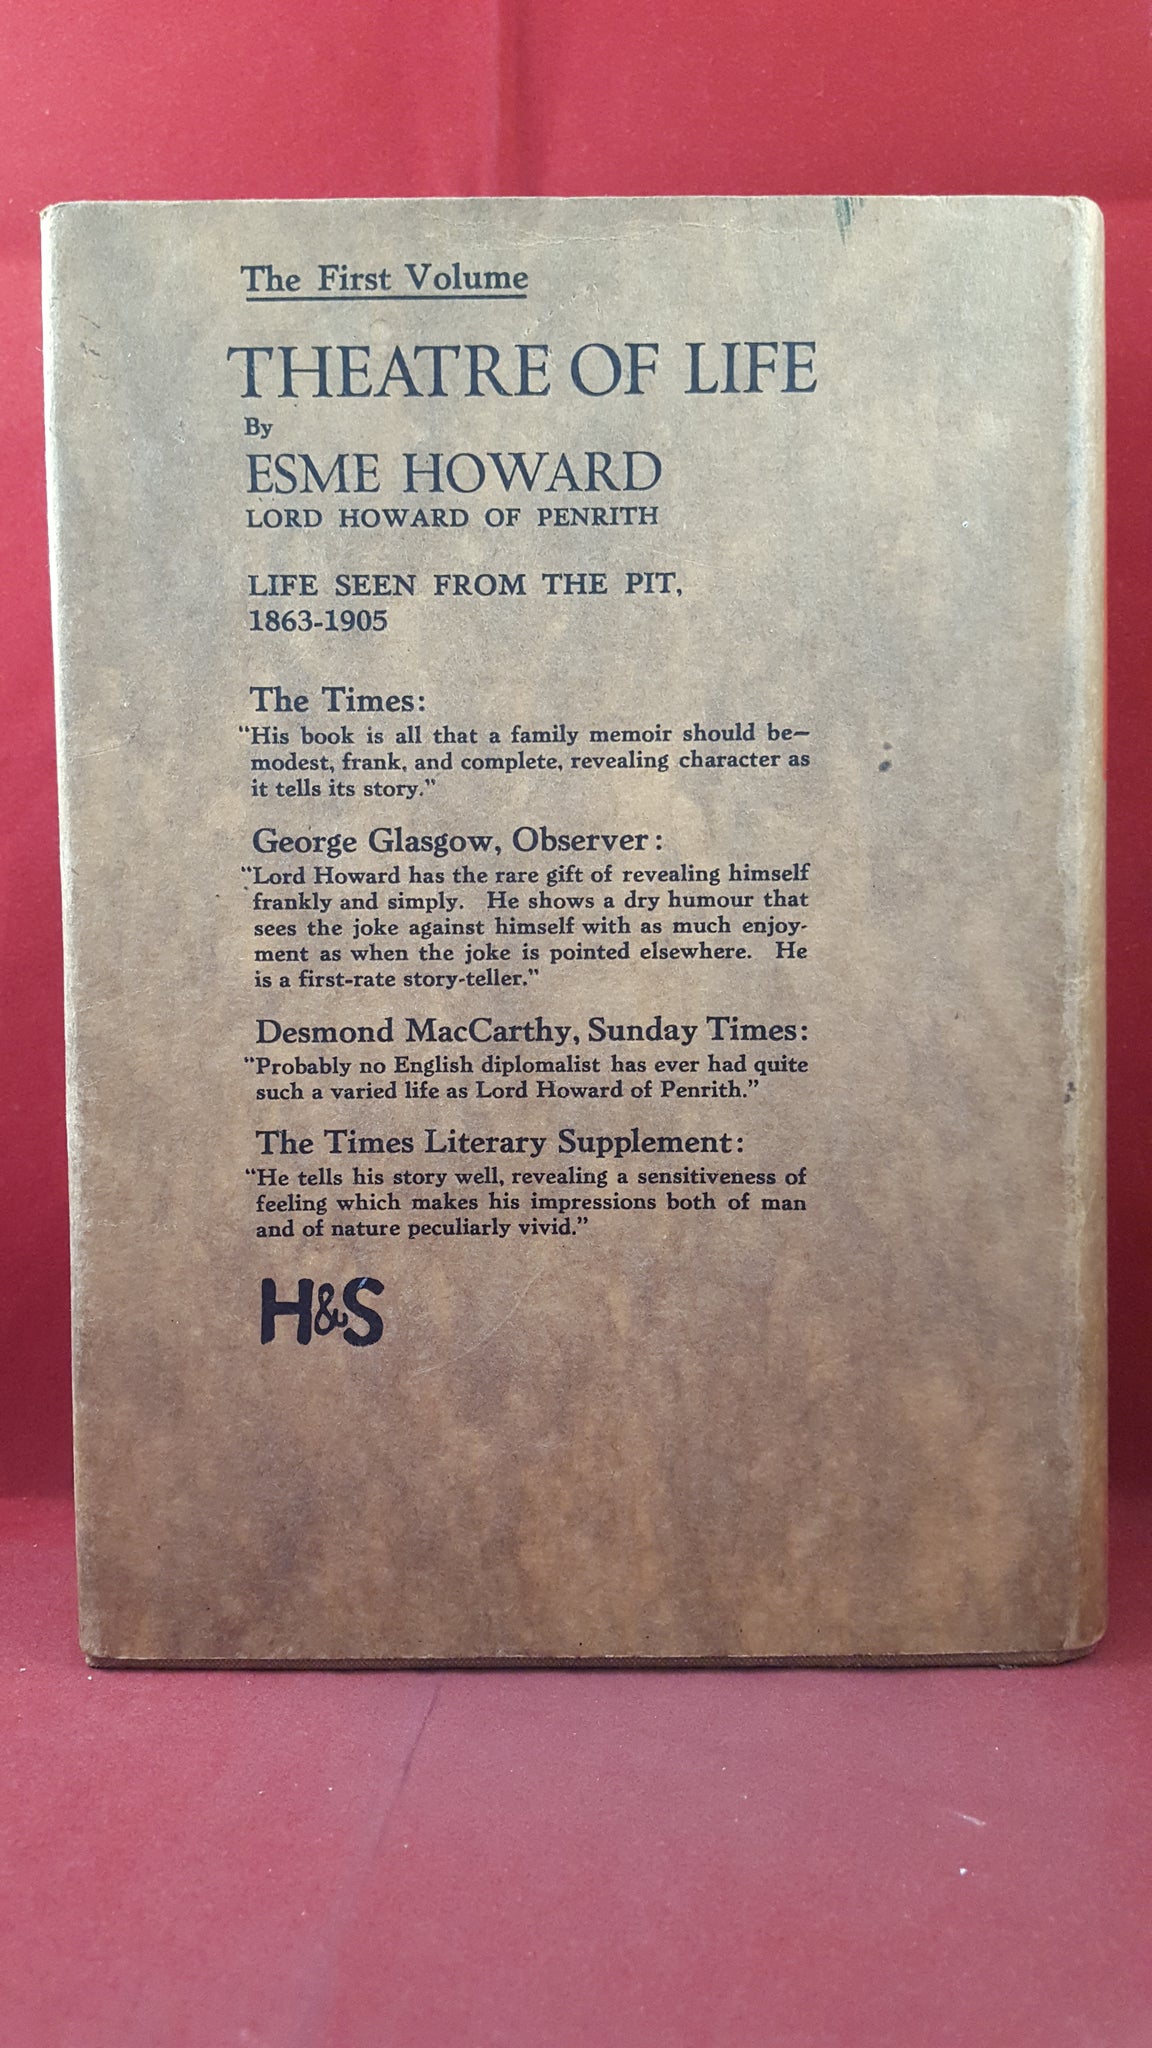 The First Volume
THEATRE OF LIFE
By
ESME HOWARD
LORD HOWARD OF PENRITH
LIFE SEEN FROM THE PIT,
1863-1905
The Times:
“His book is all that a family memoir should be—
modest, frank, and complete, revealing character as
it tells its story.”
George Glasgow, Observer:
“Lord Howard has the rare gift of revealing himself
frankly and simply. He shows a dry humour that
sees the joke against himself with as much enjoy-
ment as when the joke is pointed elsewhere. He
is a first-rate story-teller.”
Desmond MacCarthy, Sunday Times:
“Probably no English diplomalist has ever had quite
such a varied life as Lord Howard of Penrith.”
The Times Literary Supplement:
“He tells his story well, revealing a sensitiveness of
feeling which makes his impressions both of man
and of nature peculiarly vivid.”
H&S